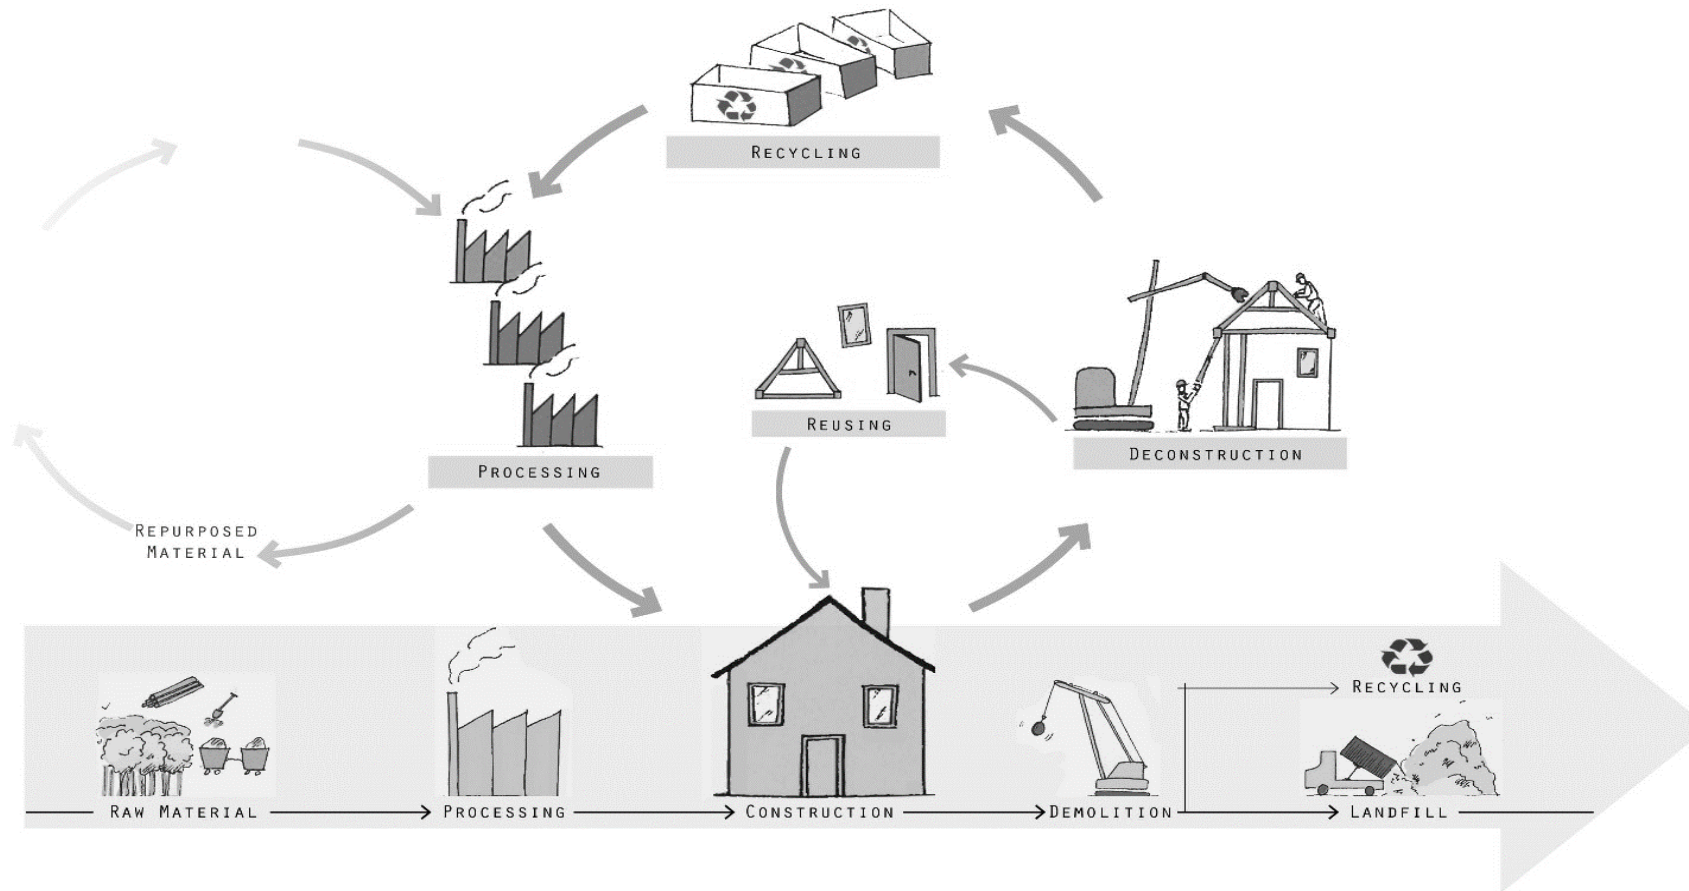 RECYCLING
REUSING
DECONSTRUCTION
PROCESSING
REPURPOSED
MATERIAL
RECYCLING
RAW MATERIAL
PROCESSING
CONSTRUCTION
DEMOLITION
LANDFILL